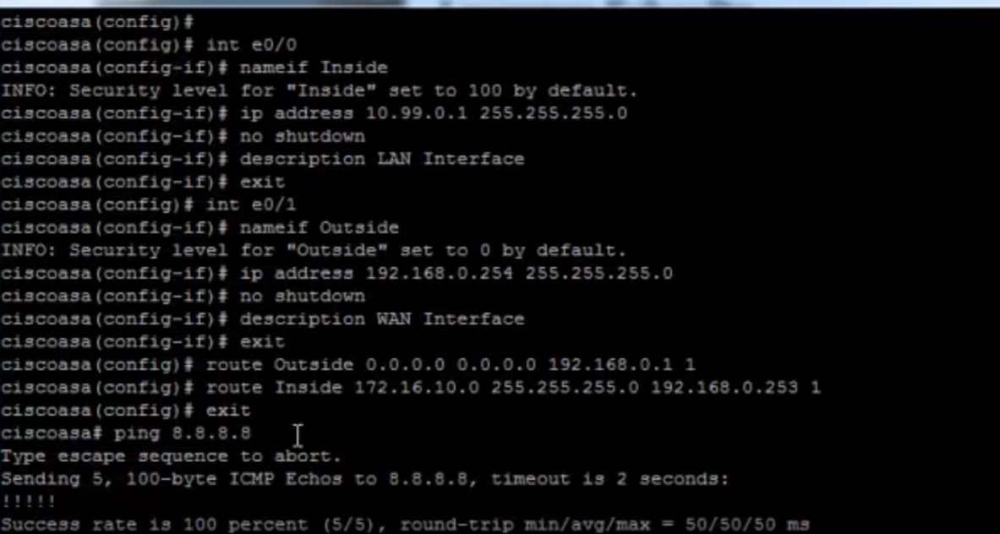 ciscoasa(config)#
ciscoasa(config)# int e0/0
ciscoasa(config-if)# nameif Inside
INFO: Security level for "Inside" set to 100 by default.
ciscoasa(config-if)# ip address 10.99.0.1 255.255.255.0
ciscoasa(config-if)# no shutdown
ciscoasa(config-if)# description LAN Interface
ciscoasa(config-if)# exit
ciscoasa(config)# int e0/1
ciscoasa(config-if)# nameif Outside
INFO: Security level for "Outside" set to 0 by default.
ciscoasa(config-if)# ip address 192.168.0.254 255.255.255.0
ciscoasa(config-if)# no shutdown
ciscoasa(config-if)# description WAN Interface
ciscoasa(config-if)# exit
ciscoasa(config)# route Outside 0.0.0.0 0.0.0.0 192.168.0.1 1
ciscoasa(config)# route Inside 172.16.10.0 255.255.255.0 192.168.0.253 1
ciscoasa(config)# exit
ciscoasa# ping 8.8.8.8
Type escape sequence to abort.
Sending 5, 100-byte ICMP Echos to 8.8.8.8, timeout is 2 seconds:
!!!!!
Success rate is 100 percent (5/5), round-trip min/avg/max = 50/50/50 ms